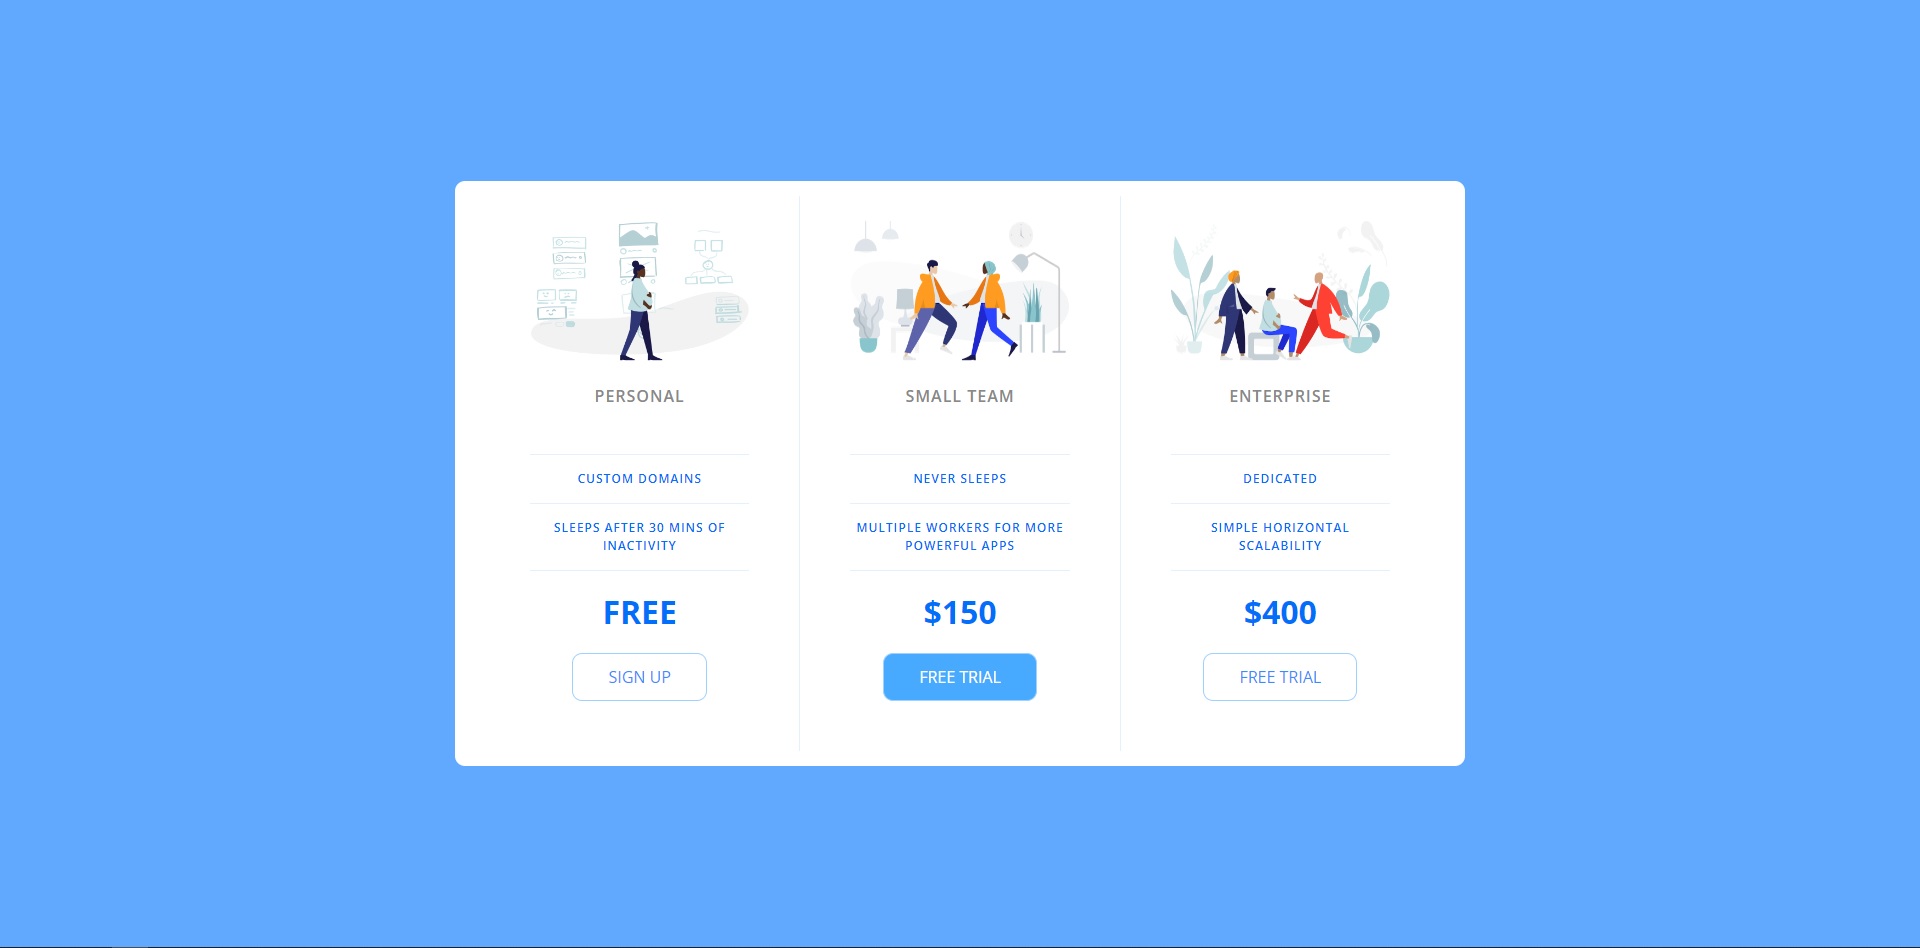 PERSONAL
CUSTOM DOMAINS
SLEEPS AFTER 30 MINS OF
INACTIVITY
FREE
SIGN UP
SMALL TEAM
NEVER SLEEPS
MULTIPLE WORKERS FOR MORE
POWERFUL APPS
$150
FREE TRIAL
ENTERPRISE
DEDICATED
SIMPLE HORIZONTAL
SCALABILITY
$400
FREE TRIAL